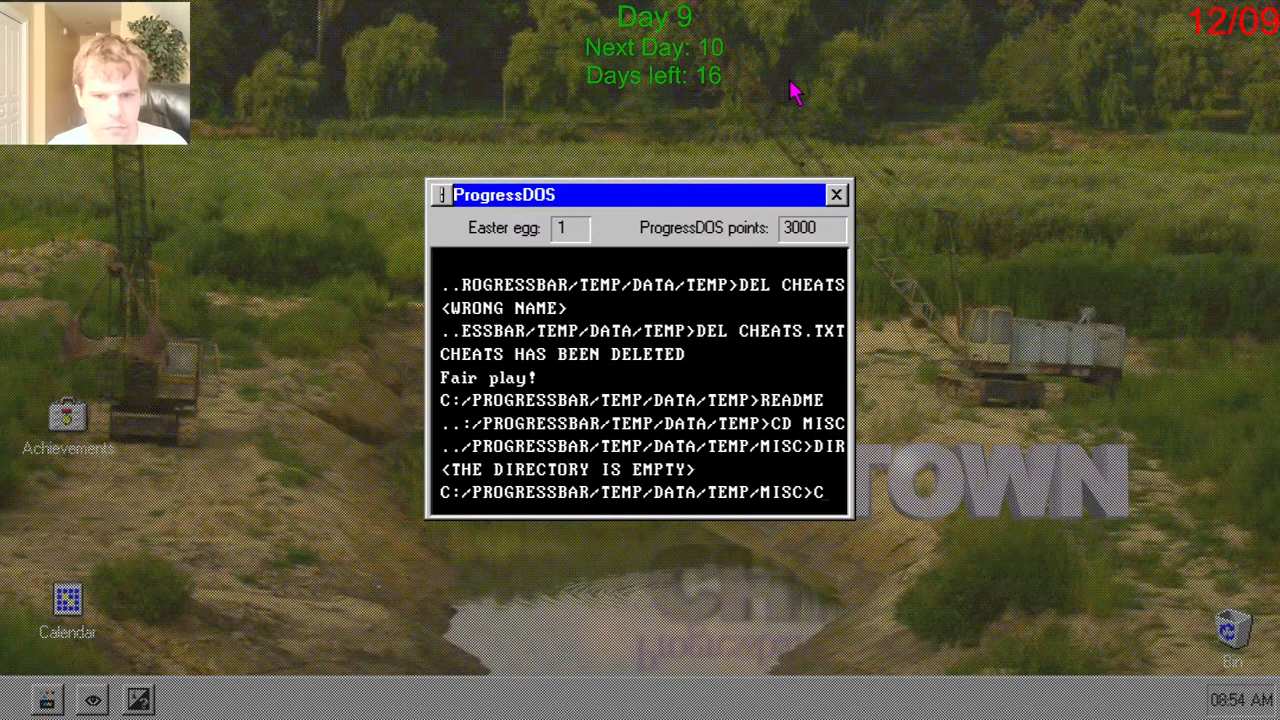 Day 9
Next Day: 10
Days left: 16
12/09
ProgressDOS
Easter egg: 1
ProgressDOS points: 3000
..ROGRESSBAR/TEMP/DATA/TEMP>DEL CHEATS
<WRONG NAME>
..ESSBAR/TEMP/DATA/TEMP>DEL CHEATS.TXT
CHEATS HAS BEEN DELETED
Fair play!
C:/PROGRESSBAR/TEMP/DATA/TEMP>README
..:/PROGRESSBAR/TEMP/DATA/TEMP>CD MISC
../PROGRESSBAR/TEMP/DATA/TEMP/MISC>DIR
<THE DIRECTORY IS EMPTY>
C:/PROGRESSBAR/TEMP/DATA/TEMP/MISC>C_
Achievements
TOWN
Calendar
Bin
08:54 AM